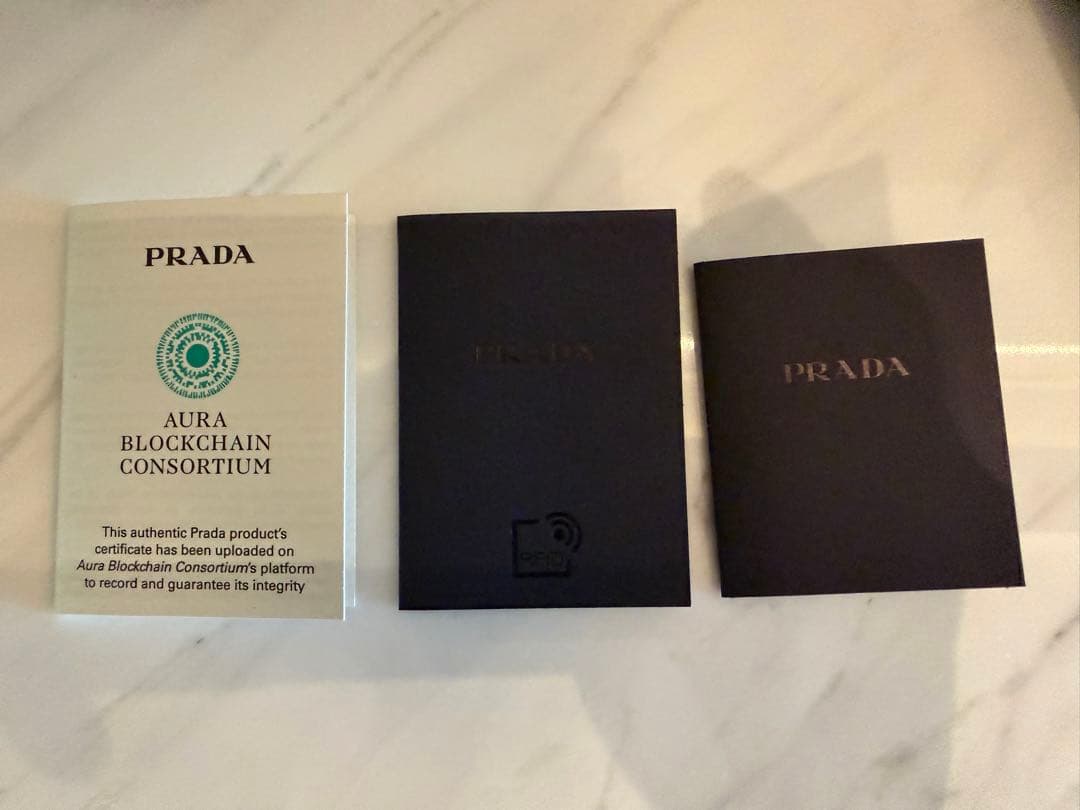 PRADA
AURA
BLOCKCHAIN
CONSORTIUM
This authentic Prada product's
certificate has been uploaded on
Aura Blockchain Consortium's platform
to record and guarantee its integrity
PRADA
RFID
PRADA